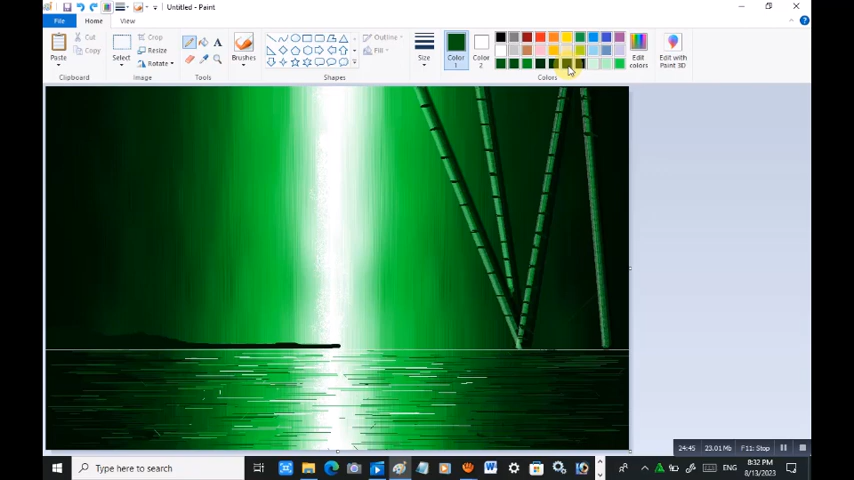 Untitled - Paint
File
Home
View
Paste
Cut
Copy
Clipboard
Select
Crop
Resize
Rotate
Image
A
Tools
Brushes
Outline
Fill
Shapes
Size
Color 1
Color 2
Colors
Edit colors
Edit with Paint 3D
24:45
23.01 Mb
F11: Stop
Type here to search
ENG
8:32 PM
8/13/2023